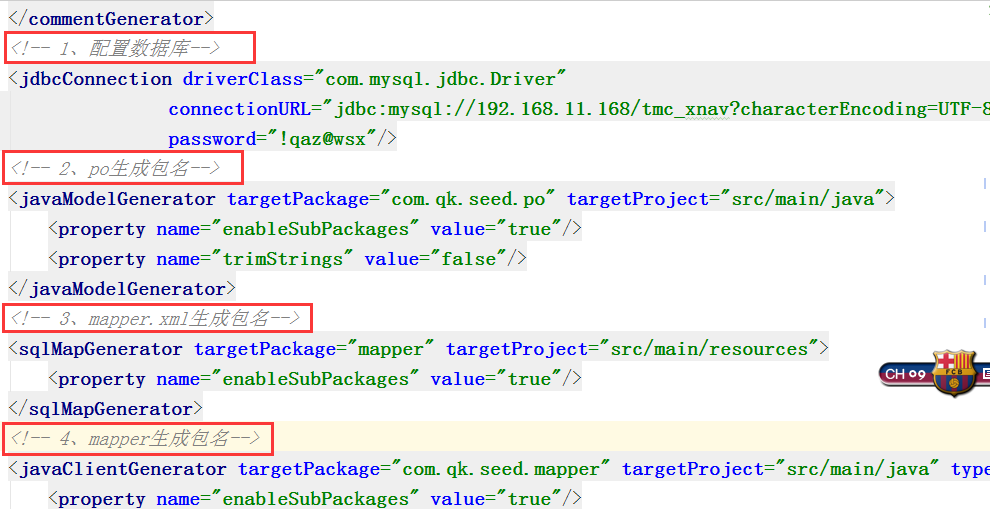 </commentGenerator>
<!-- 1、配置数据库-->
<jdbcConnection driverClass="com.mysql.jdbc.Driver"
connectionURL="jdbc:mysql://192.168.11.168/tmc_xnav?characterEncoding=UTF-8
password="!qaz@wsx"/>
<!-- 2、po生成包名-->
<javaModelGenerator targetPackage="com.qk.seed.po" targetProject="src/main/java">
<property name="enableSubPackages" value="true"/>
<property name="trimStrings" value="false"/>
</javaModelGenerator>
<!-- 3、mapper.xml生成包名-->
<sqlMapGenerator targetPackage="mapper" targetProject="src/main/resources">
<property name="enableSubPackages" value="true"/>
CH 09
FCB
</sqlMapGenerator>
<!-- 4、mapper生成包名-->
<javaClientGenerator targetPackage="com.qk.seed.mapper" targetProject="src/main/java" type
<property name="enableSubPackages" value="true"/>